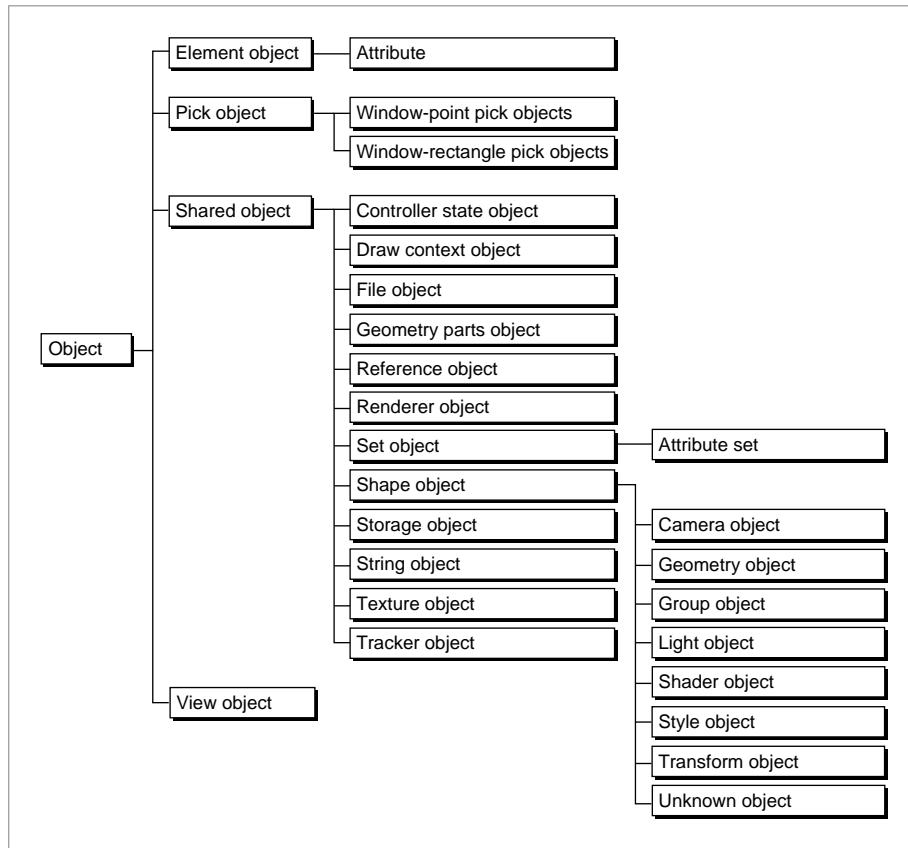 Element object
Attribute
Pick object
Window-point pick objects
Window-rectangle pick objects
Shared object
Controller state object
Draw context object
File object
Geometry parts object
Object
Reference object
Renderer object
Set object
Attribute set
Shape object
Storage object
Camera object
String object
Geometry object
Texture object
Group object
Tracker object
Light object
Shader object
View object
Style object
Transform object
Unknown object